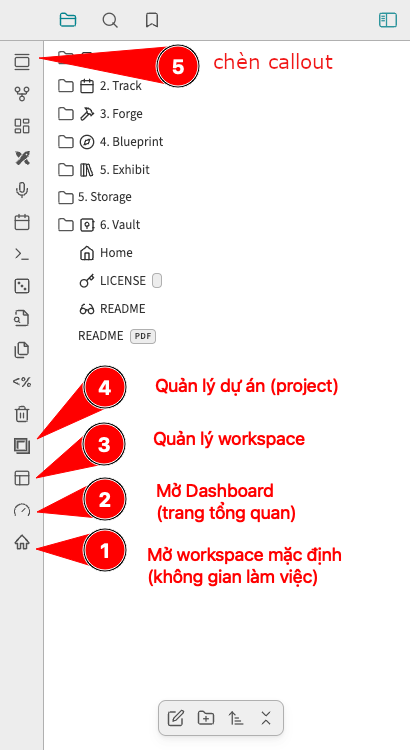 5 chèn callout
2. Track
3. Forge
4. Blueprint
5. Exhibit
5. Storage
6. Vault
Home
LICENSE
README
README PDF
<%
4 Quản lý dự án (project)
3 Quản lý workspace
2 Mở Dashboard
(trang tổng quan)
1 Mở workspace mặc định
(không gian làm việc)